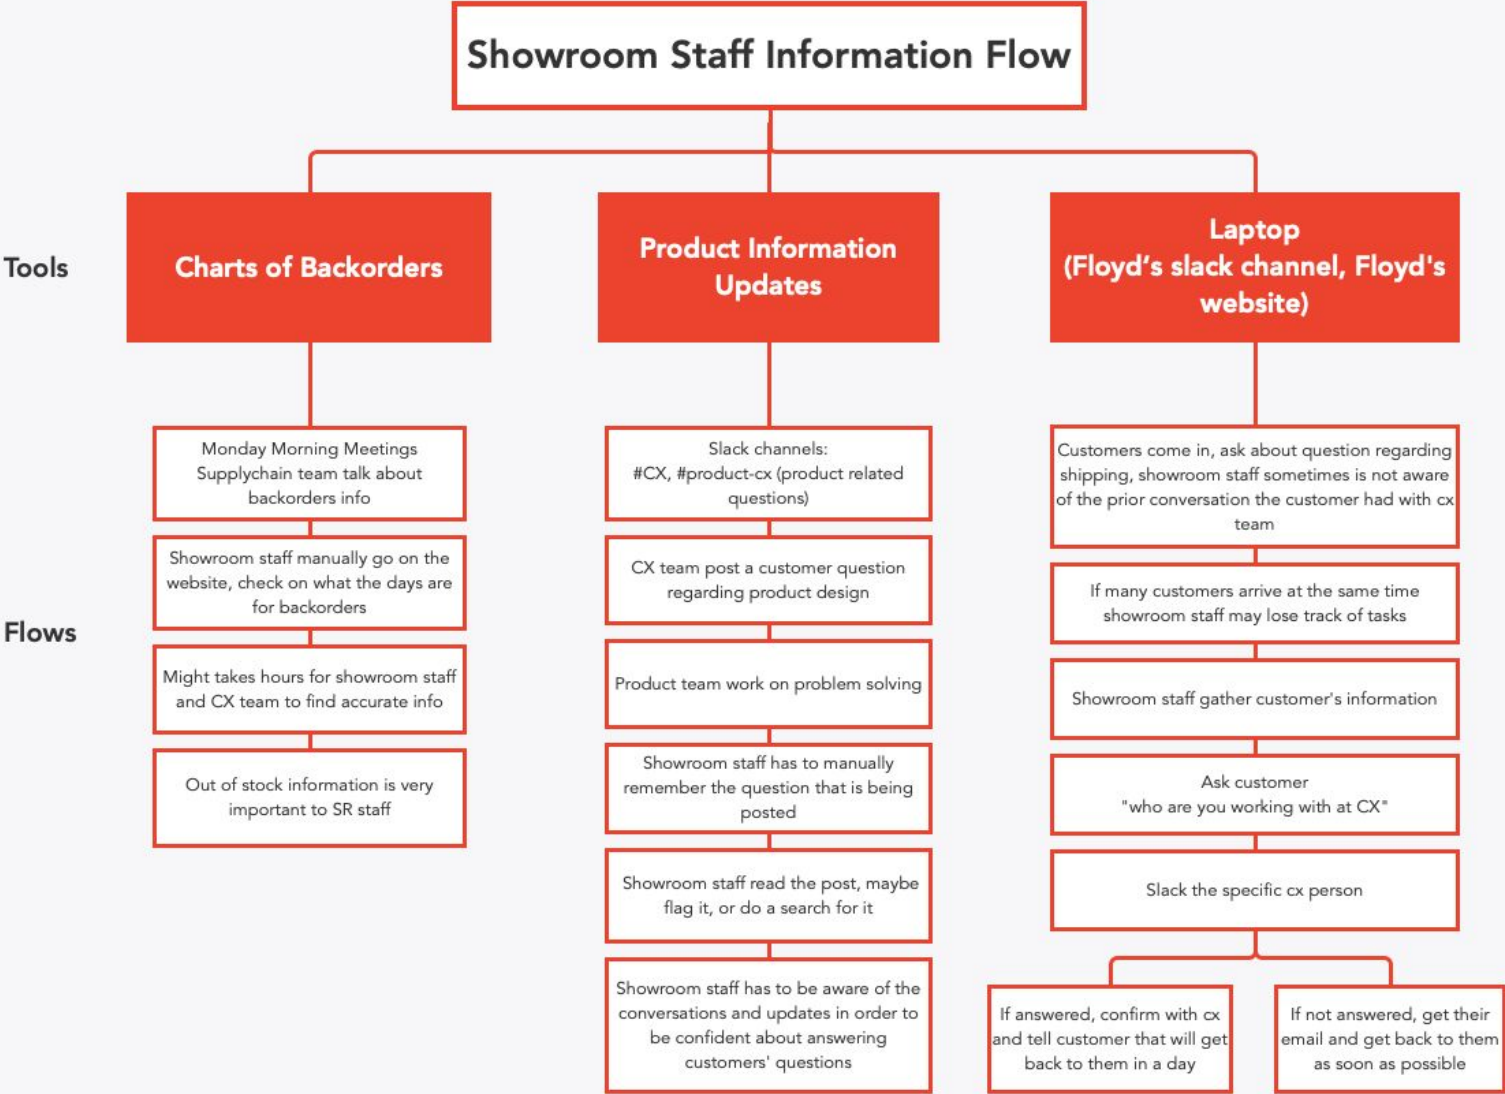 Showroom Staff Information Flow
Tools
Charts of Backorders
Product Information
Updates
Laptop
(Floyd‘s slack channel, Floyd's
website)
Flows
Monday Morning Meetings
Supplychain team talk about
backorders info
Showroom staff manually go on the
website, check on what the days are
for backorders
Might takes hours for showroom staff
and CX team to find accurate info
Out of stock information is very
important to SR staff
Slack channels:
#CX, #product-cx (product related
questions)
CX team post a customer question
regarding product design
Product team work on problem solving
Showroom staff has to manually
remember the question that is being
posted
Showroom staff read the post, maybe
flag it, or do a search for it
Showroom staff has to be aware of the
conversations and updates in order to
be confident about answering
customers' questions
Customers come in, ask about question regarding
shipping, showroom staff sometimes is not aware
of the prior conversation the customer had with cx
team
If many customers arrive at the same time
showroom staff may lose track of tasks
Showroom staff gather customer's information
Ask customer
"who are you working with at CX"
Slack the specific cx person
If answered, confirm with cx
and tell customer that will get
back to them in a day
If not answered, get their
email and get back to them
as soon as possible